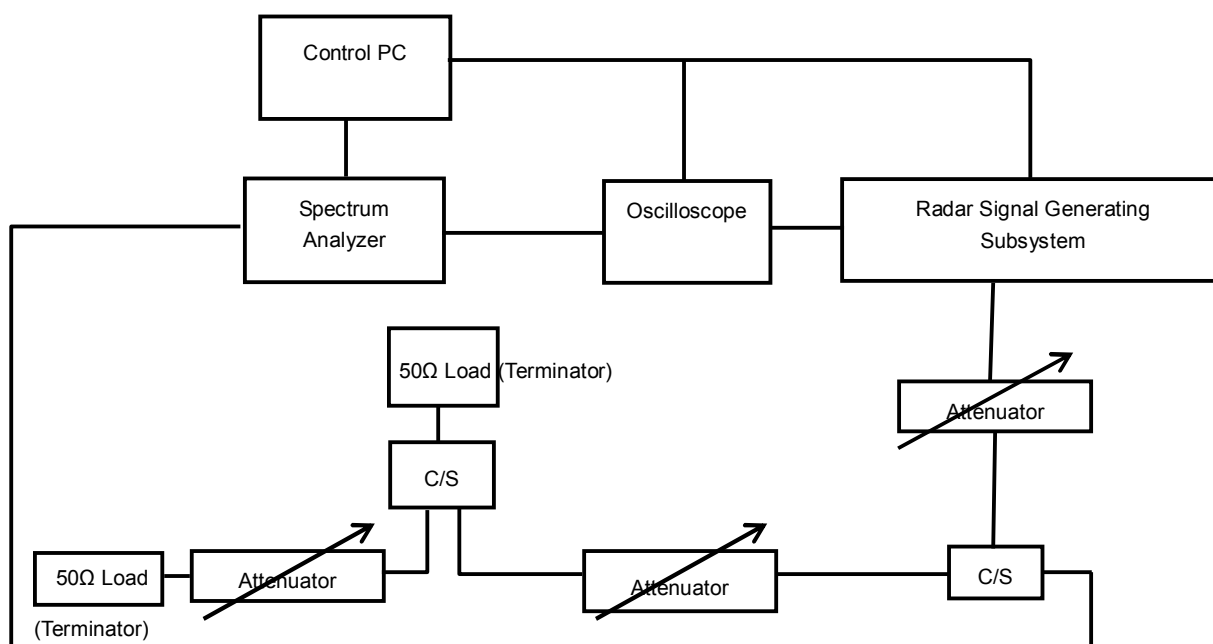 Control PC
Spectrum
Analyzer
Oscilloscope
Radar Signal Generating
Subsystem
50Ω Load (Terminator)
Attenuator
C/S
50Ω Load
(Terminator)
Attenuator
Attenuator
C/S